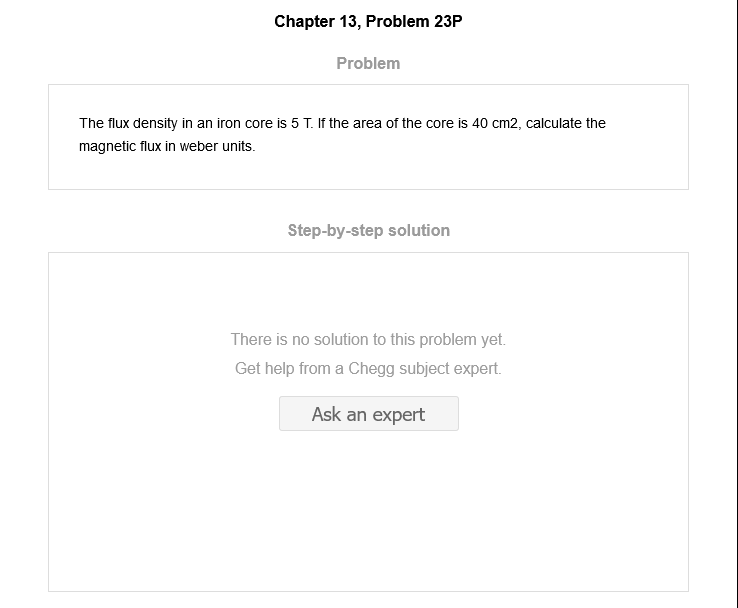 Chapter 13, Problem 23P
Problem
The flux density in an iron core is 5 T. If the area of the core is 40 cm2, calculate the
magnetic flux in weber units.
Step-by-step solution
There is no solution to this problem yet.
Get help from a Chegg subject expert.
Ask an expert